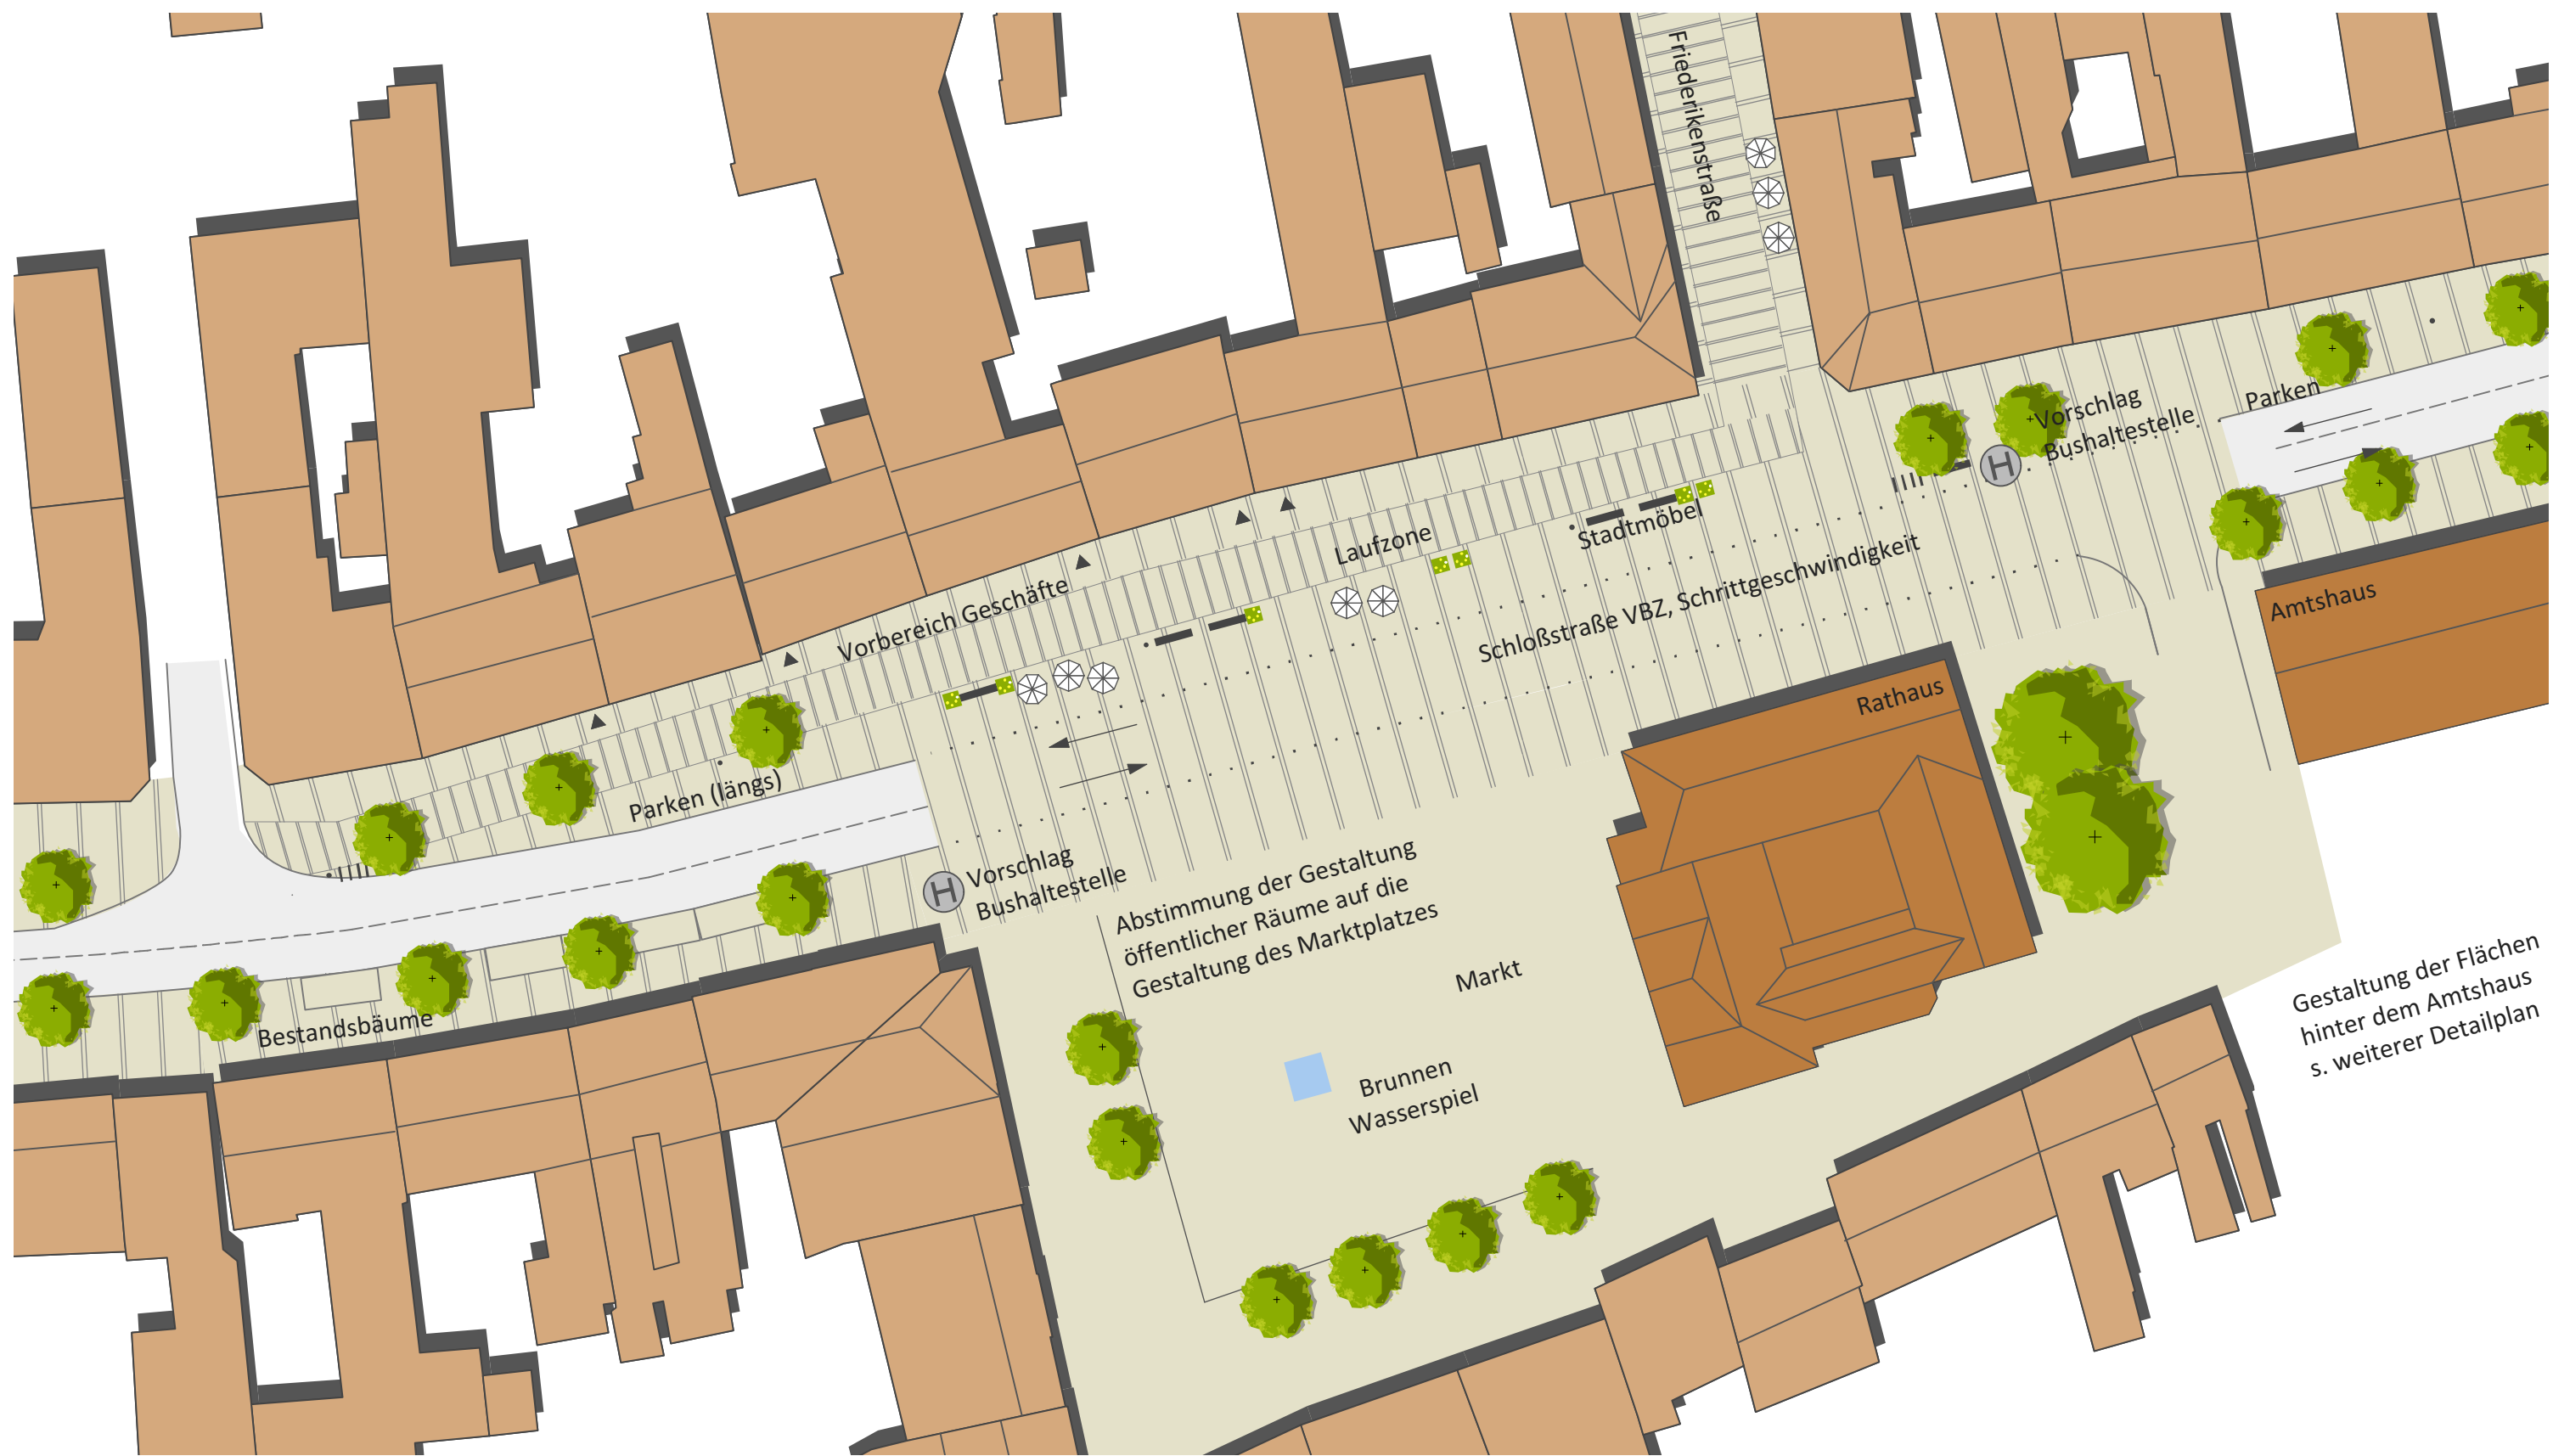 Friederikenstraße
Vorschlag
Bushaltestelle
H
Parken
Laufzone
Stadtmöbel
Schloßstraße VBZ, Schrittgeschwindigkeit
Vorbereich Geschäfte
Amtshaus
Rathaus
Parken (längs)
H
Vorschlag
Bushaltestelle
Abstimmung der Gestaltung
öffentlicher Räume auf die
Gestaltung des Marktplatzes
Markt
Bestandsbäume
Brunnen
Wasserspiel
Gestaltung der Flächen
hinter dem Amtshaus
s. weiterer Detailplan